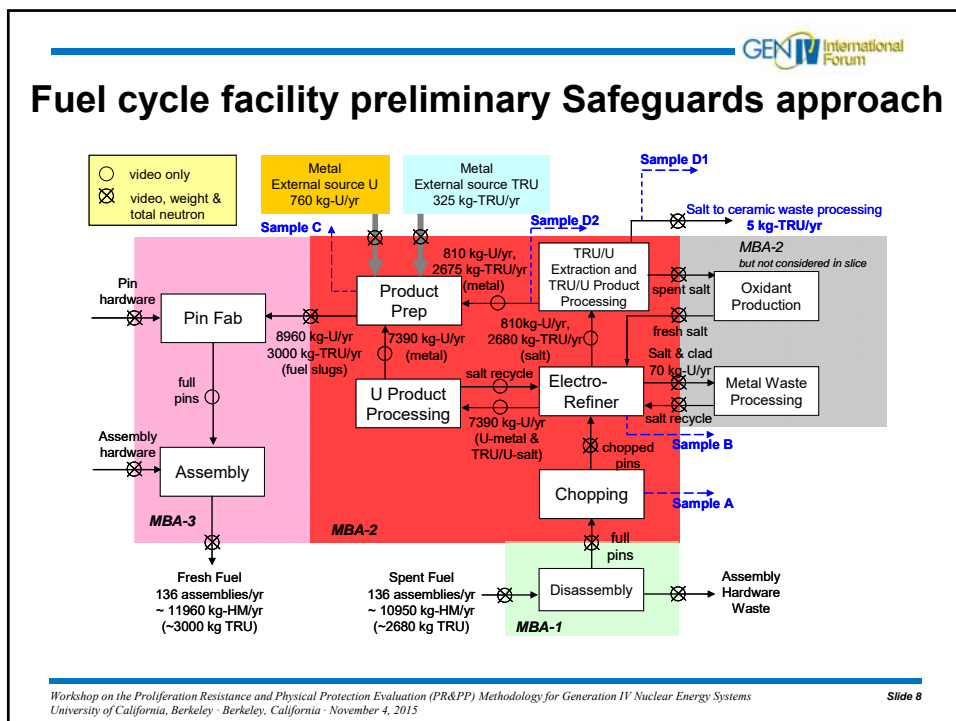 GEN IV International
Forum
Fuel cycle facility preliminary Safeguards approach
video only
video, weight &
total neutron
Metal
External source U
760 kg-U/yr
Metal
External source TRU
325 kg-TRU/yr
Sample D1
Salt to ceramic waste processing
5 kg-TRU/yr
Sample C
Sample D2
MBA-2
but not considered in slice
810 kg-U/yr,
2675 kg-TRU/yr
(metal)
TRU/U
Extraction and
TRU/U Product
Processing
spent salt
Oxidant
Production
fresh salt
Pin
hardware
Pin Fab
Product
Prep
8960 kg-U/yr
3000 kg-TRU/yr
(fuel slugs)
7390 kg-U/yr
(metal)
810kg-U/yr,
2680 kg-TRU/yr
(salt)
Salt & clad
70 kg-U/yr
full
pins
salt recycle
U Product
Processing
Electro-
Refiner
Metal Waste
Processing
salt recycle
7390 kg-U/yr
(U-metal &
TRU/U-salt)
Sample B
Assembly
hardware
Assembly
chopped
pins
Chopping
Sample A
MBA-3
MBA-2
full
pins
Fresh Fuel
136 assemblies/yr
~ 11960 kg-HM/yr
(~3000 kg TRU)
Spent Fuel
136 assemblies/yr
~ 10950 kg-HM/yr
(~2680 kg TRU)
Disassembly
MBA-1
Assembly
Hardware
Waste
Workshop on the Proliferation Resistance and Physical Protection Evaluation (PR&PP) Methodology for Generation IV Nuclear Energy Systems
University of California, Berkeley · Berkeley, California · November 4, 2015
Slide 8